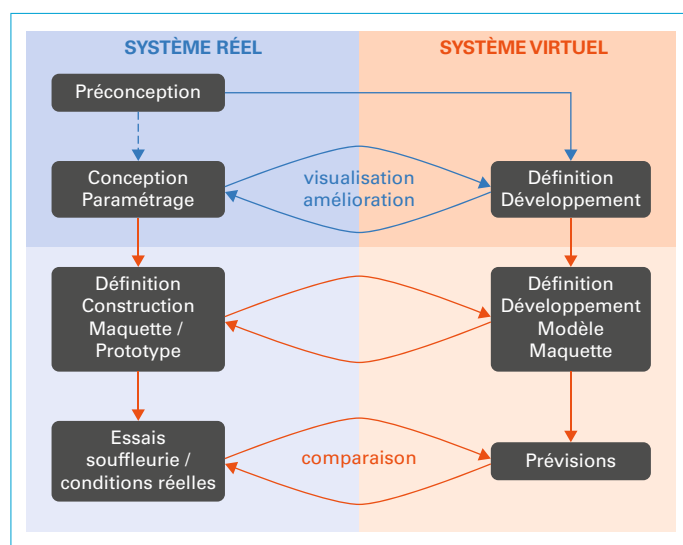 SYSTÈME RÉEL
SYSTÈME VIRTUEL
Préconception
Conception
Paramétrage
visualisation
amélioration
Définition
Développement
Définition
Construction
Maquette /
Prototype
Définition
Développement
Modèle
Maquette
Essais
soufflerie /
conditions réelles
comparaison
Prévisions